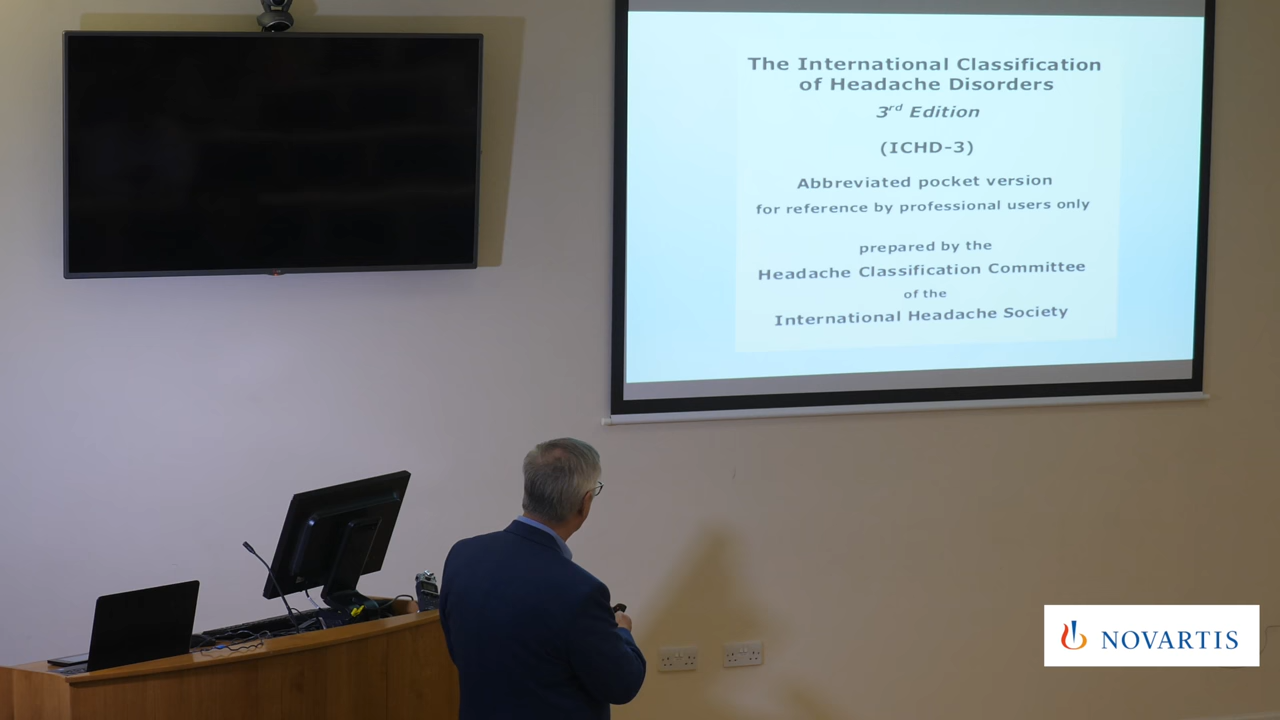 The International Classification
of Headache Disorders
3rd Edition
(ICHD-3)
Abbreviated pocket version
for reference by professional users only
prepared by the
Headache Classification Committee
of the
International Headache Society
NOVARTIS